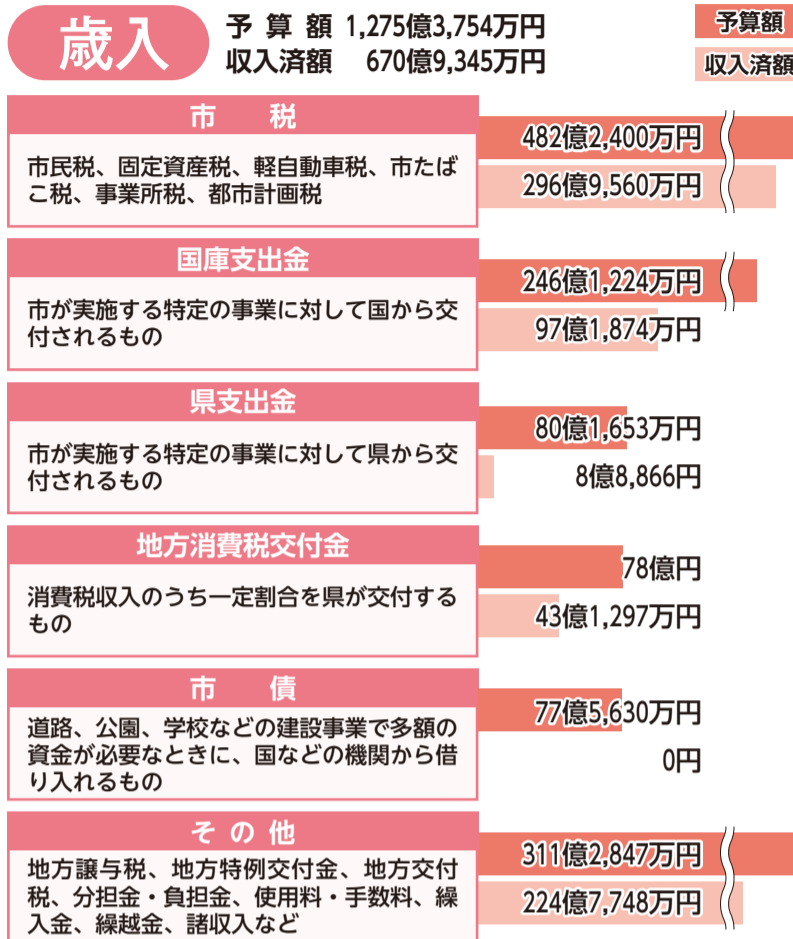 歳入
予算額 1,275億3,754万円
収入済額 670億9,345万円
予算額
収入済額
市税
市民税、固定資産税、軽自動車税、市たば
こ税、事業所税、都市計画税
482億2,400万円
296億9,560万円
国庫支出金
市が実施する特定の事業に対して国から交
付されるもの
246億1,224万円
97億1,874万円
県支出金
市が実施する特定の事業に対して県から交
付されるもの
80億1,653万円
8億8,866円
地方消費税交付金
消費税収入のうち一定割合を県が交付する
もの
78億円
43億1,297万円
市債
道路、公園、学校などの建設事業で多額の
資金が必要なときに、国などの機関から借
り入れるもの
77億5,630万円
0円
その他
地方譲与税、地方特例交付金、地方交付
税、分担金・負担金、使用料・手数料、繰
入金、繰越金、諸収入など
311億2,847万円
224億7,748万円